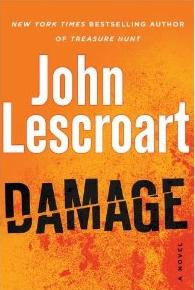 NEW YORK TIMES BESTSELLING AUTHOR
OF TREASURE HUNT
John
Lescroart
DAMAGE
A NOVEL